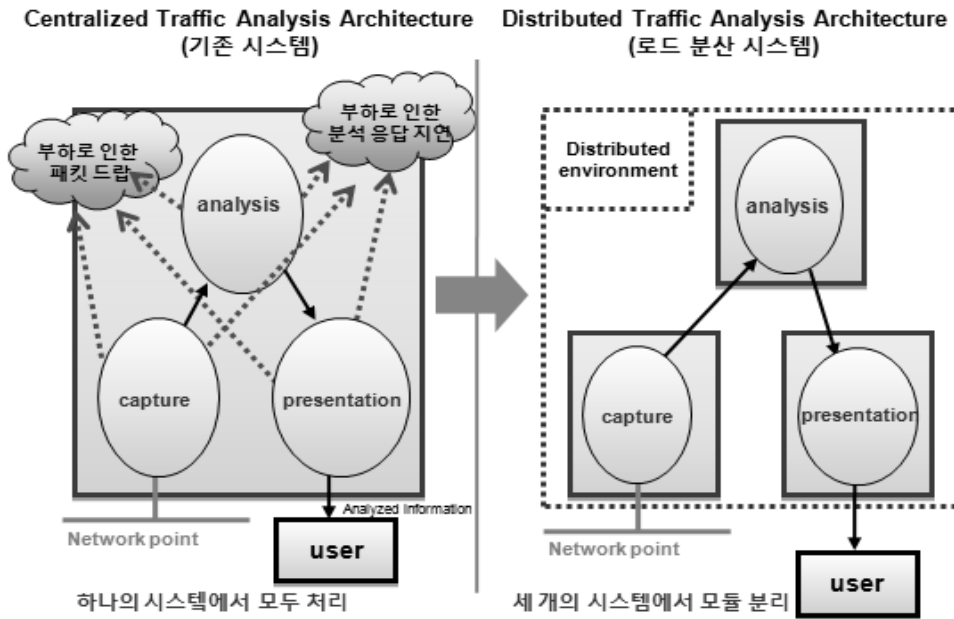 Centralized Traffic Analysis Architecture
(기존 시스템)
부하로 인한
패킷 드랍
부하로 인한
분석 응답 지연
analysis
capture
presentation
Analyzed Information
Network point
user
하나의 시스템에서 모두 처리
Distributed Traffic Analysis Architecture
(로드 분산 시스템)
Distributed
environment
analysis
capture
presentation
Network point
user
세 개의 시스템에서 모듈 분리